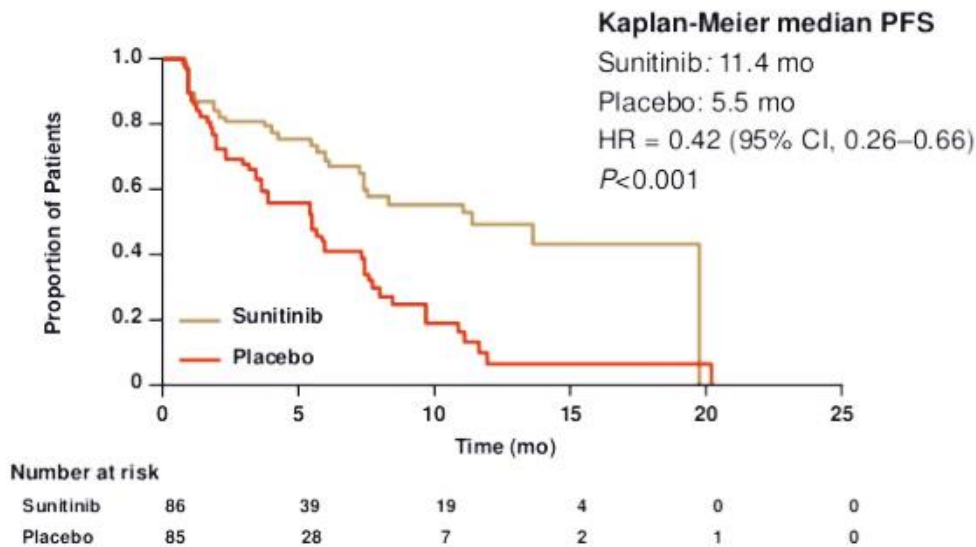 Kaplan-Meier median PFS
Sunitinib: 11.4 mo
Placebo: 5.5 mo
HR = 0.42 (95% CI, 0.26–0.66)
P<0.001
Proportion of Patients
1.0
0.8
0.6
0.4
0.2
0
Sunitinib
Placebo
0 5 10 15 20 25
Time (mo)
Number at risk
Sunitinib 86 39 19 4 0 0
Placebo 85 28 7 2 1 0